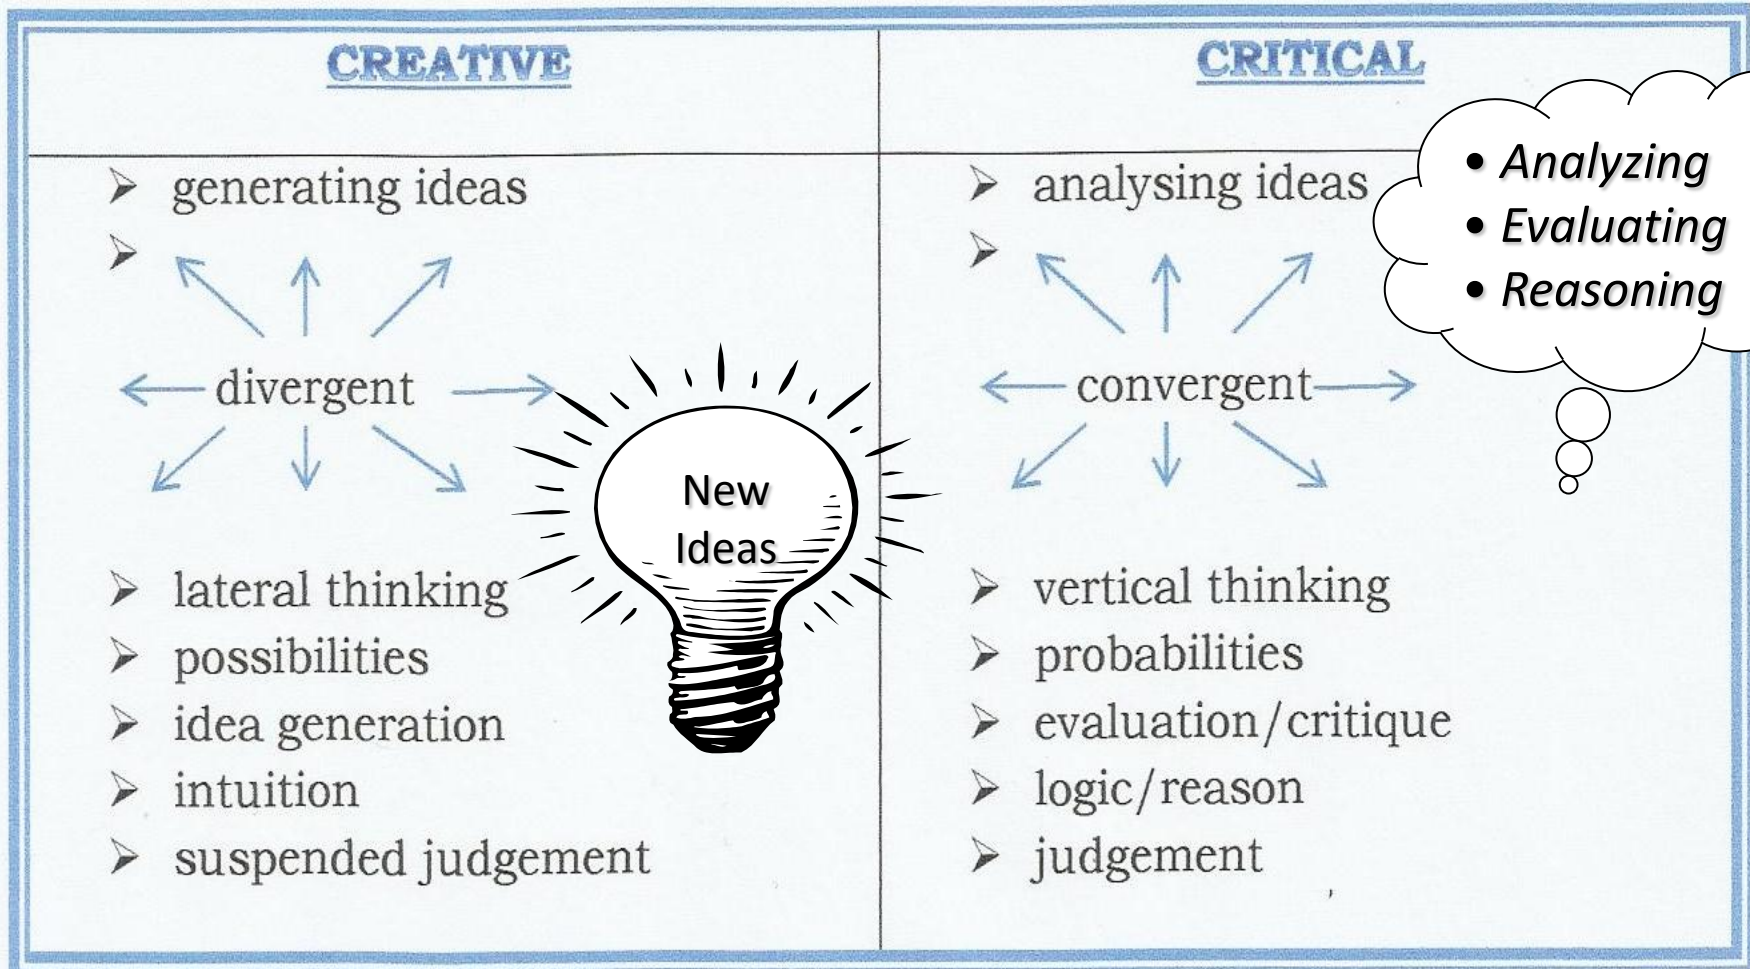 CREATIVE
generating ideas
divergent
lateral thinking
possibilities
idea generation
intuition
suspended judgement
New
Ideas
CRITICAL
analysing ideas
convergent
vertical thinking
probabilities
evaluation/critique
logic/reason
judgement
• Analyzing
• Evaluating
• Reasoning